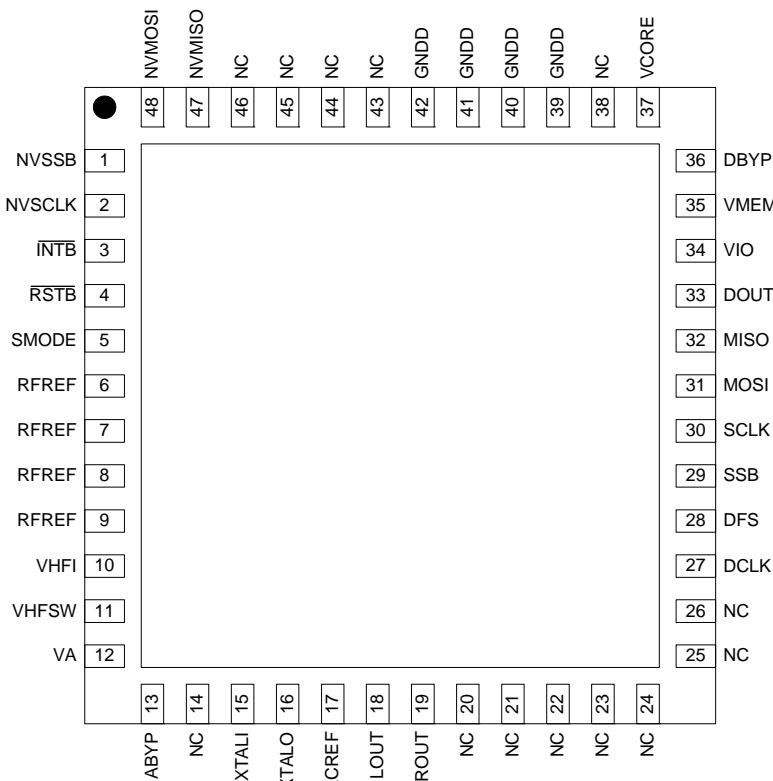 NVMOSI
NVMISO
NC
NC
NC
NC
GNDD
GNDD
GNDD
GNDD
NC
VCORE
48
47
46
45
44
43
42
41
40
39
38
37
NVSSB 1
36 DBYP
NVSCLK 2
35 VMEM
INTB 3
34 VIO
RSTB 4
33 DOUT
SMODE 5
32 MISO
RFREF 6
31 MOSI
RFREF 7
30 SCLK
RFREF 8
29 SSB
RFREF 9
28 DFS
VHFI 10
27 DCLK
VHFSW 11
26 NC
VA 12
25 NC
13
14
15
16
17
18
19
20
21
22
23
24
ABYP
NC
XTALI
XTALO
ACREF
LOUT
ROUT
NC
NC
NC
NC
NC